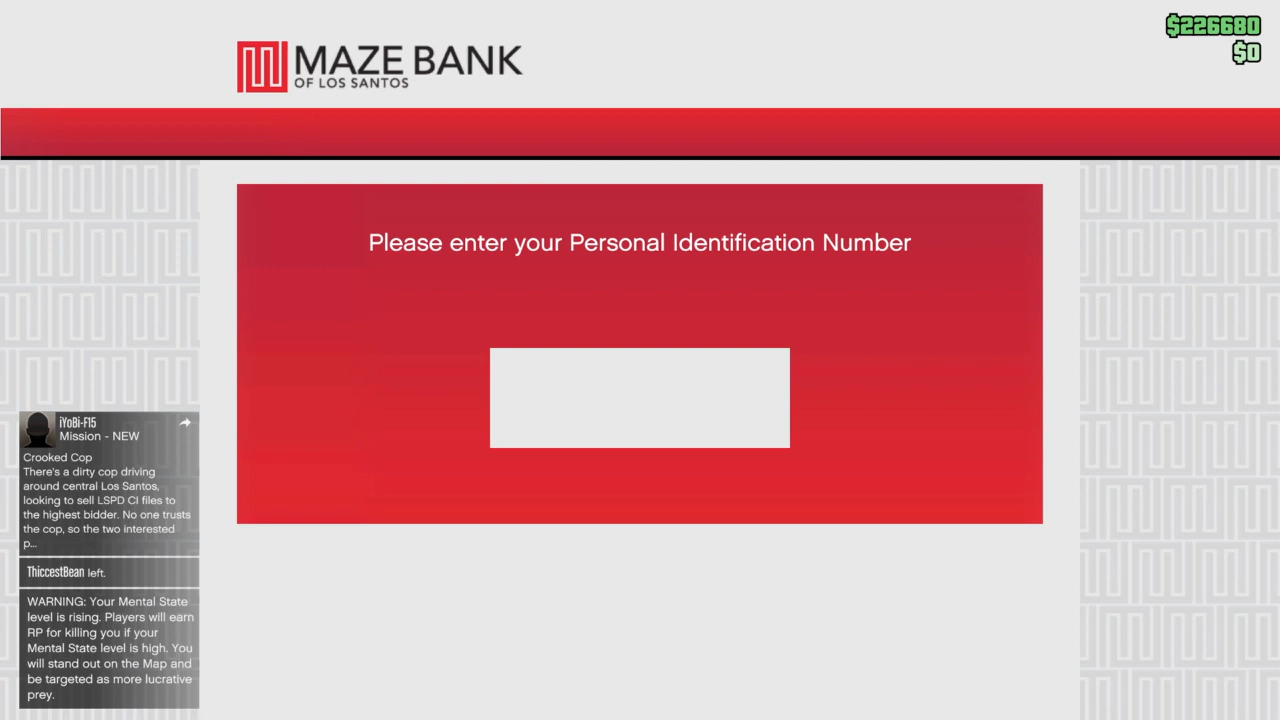 $226680
$0
MAZE BANK
OF LOS SANTOS
Please enter your Personal Identification Number
iYoBi-F15
Mission - NEW
Crooked Cop
There's a dirty cop driving
around central Los Santos,
looking to sell LSPD CI files to
the highest bidder. No one trusts
the cop, so the two interested
p...
ThiccestBean left.
WARNING: Your Mental State
level is rising. Players will earn
RP for killing you if your
Mental State level is high. You
will stand out on the Map and
be targeted as more lucrative
prey.